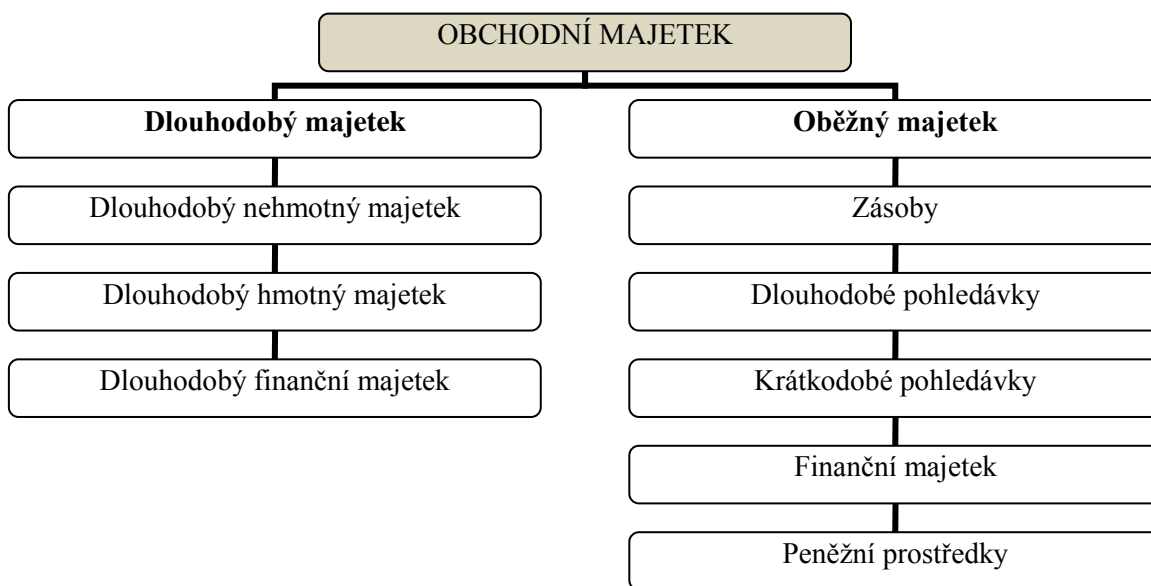 OBCHODNÍ MAJETEK
Dlouhodobý majetek
Dlouhodobý nehmotný majetek
Dlouhodobý hmotný majetek
Dlouhodobý finanční majetek
Oběžný majetek
Zásoby
Dlouhodobé pohledávky
Krátkodobé pohledávky
Finanční majetek
Peněžní prostředky